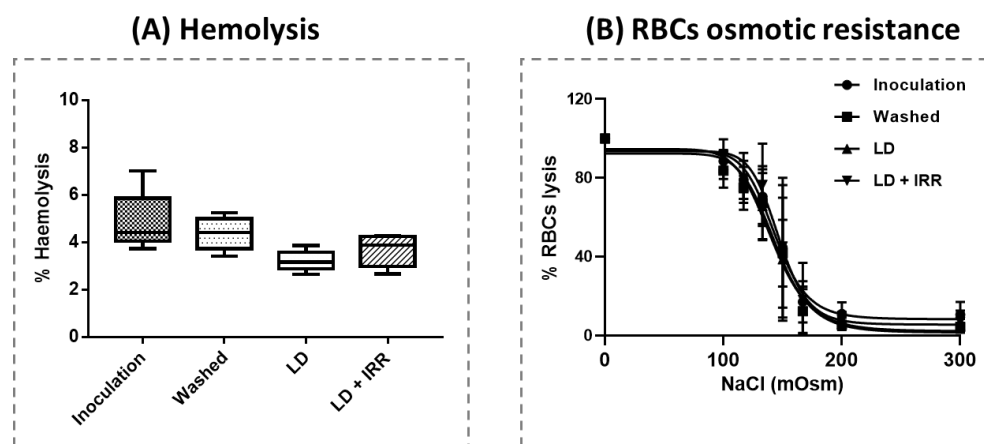 (A) Hemolysis
% Haemolysis
10
8
6
4
2
0
Inoculation
Washed
LD
LD + IRR
(B) RBCs osmotic resistance
% RBCs lysis
120
80
40
0
0 100 200 300
NaCl (mOsm)
Inoculation
Washed
LD
LD + IRR